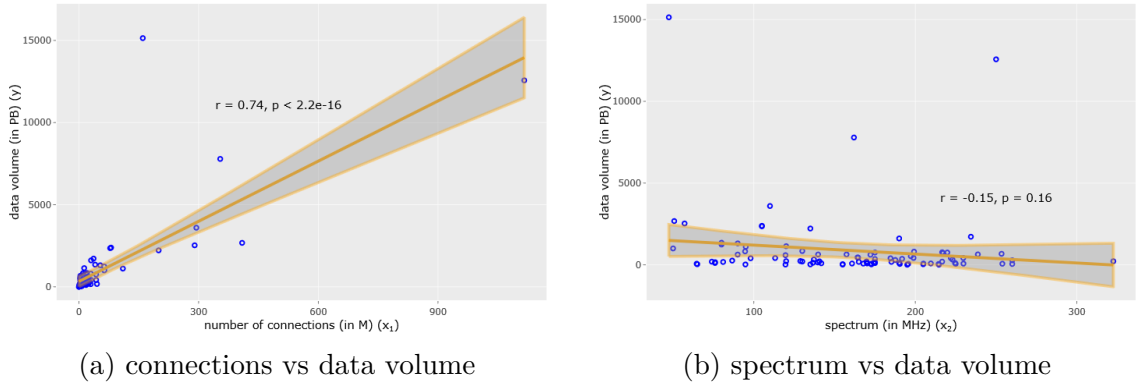 15000
10000
5000
0
data volume (in PB) (y)
r = 0.74, p < 2.2e-16
0
300
600
900
number of connections (in M) (x₁)
(a) connections vs data volume
15000
10000
5000
0
data volume (in PB) (y)
r = -0.15, p = 0.16
100
200
300
spectrum (in MHz) (x₂)
(b) spectrum vs data volume